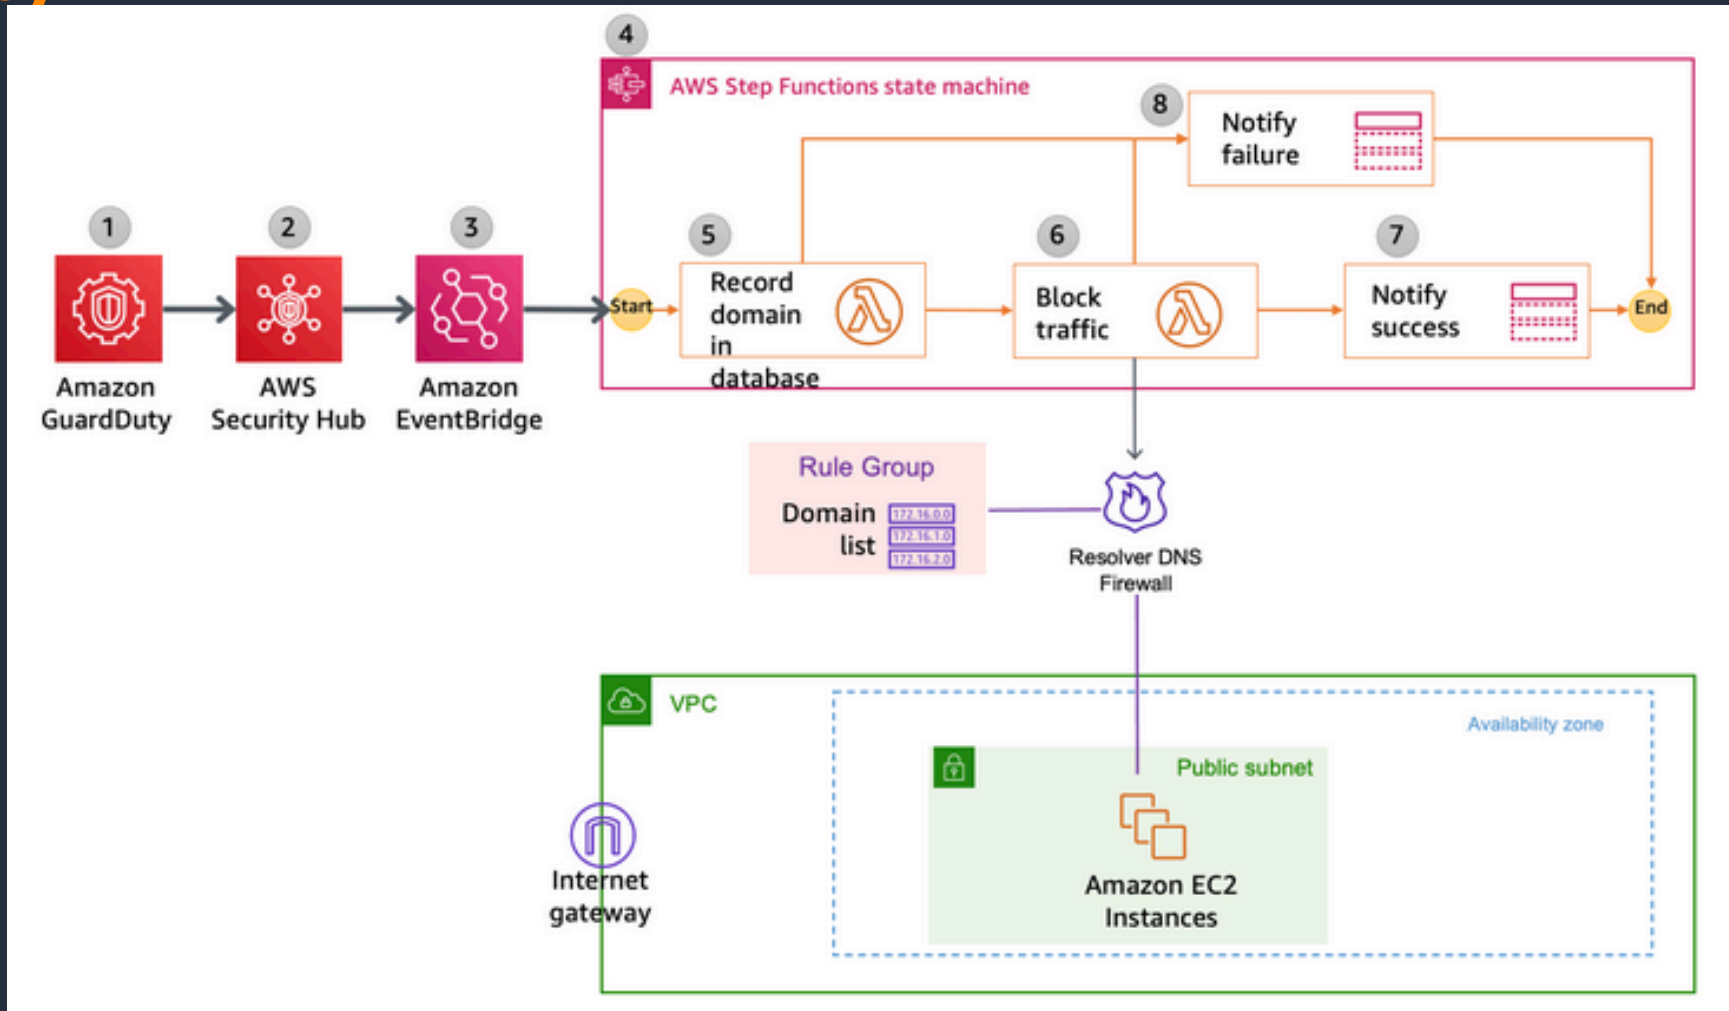 4
AWS Step Functions state machine
8
Notify
failure
1
2
3
5
6
7
Start
Record
domain
in
database
Block
traffic
Notify
success
End
Amazon
GuardDuty
AWS
Security Hub
Amazon
EventBridge
Rule Group
Domain
list
172.16.0.0
172.16.1.0
172.16.2.0
Resolver DNS
Firewall
VPC
Availability zone
Public subnet
Internet
gateway
Amazon EC2
Instances